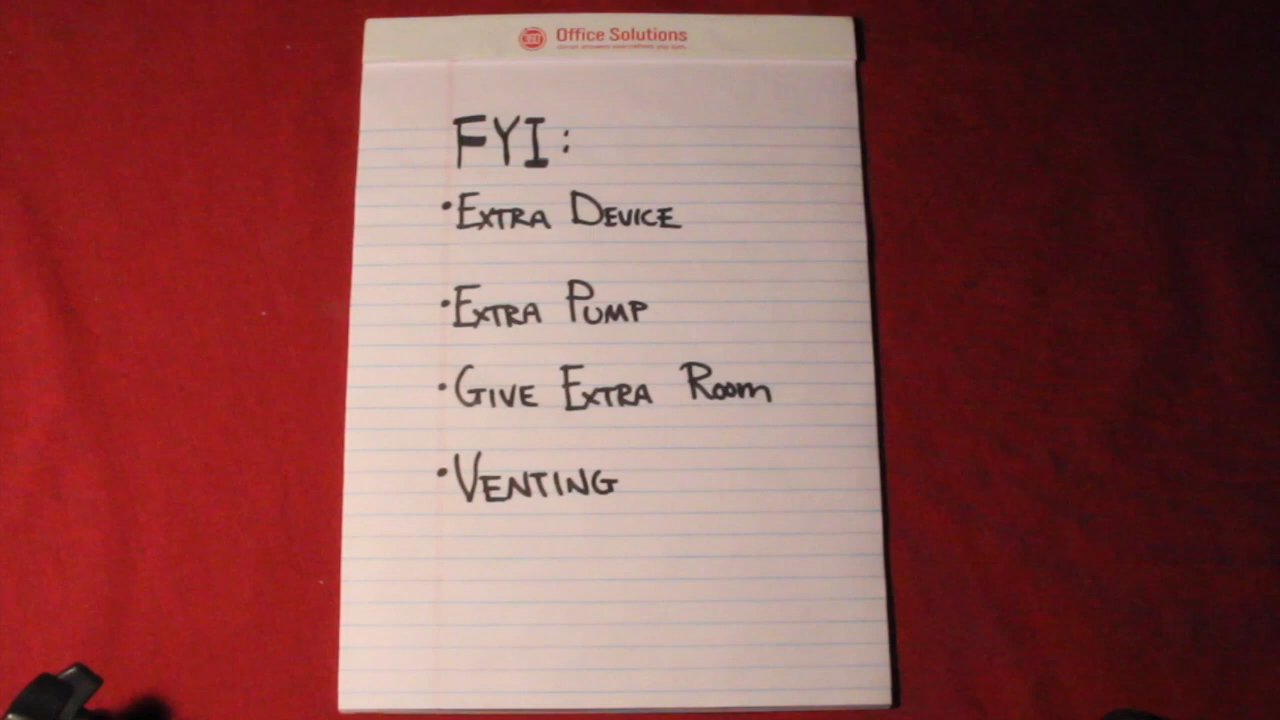 Office Solutions
FYI:
•EXTRA DEVICE
•EXTRA PUMP
•GIVE EXTRA ROOM
•VENTING